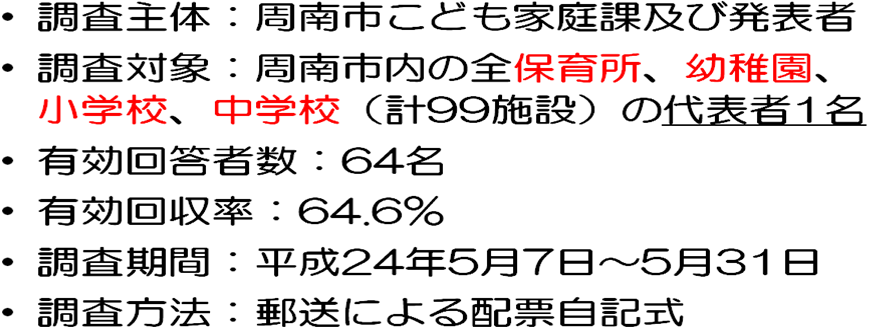 • 調査主体：周南市こども家庭課及び発表者
• 調査対象：周南市内の全保育所、幼稚園、
小学校、中学校（計99施設）の代表者1名
• 有効回答者数：64名
• 有効回収率：64.6%
• 調査期間：平成24年5月7日～5月31日
• 調査方法：郵送による配票自記式